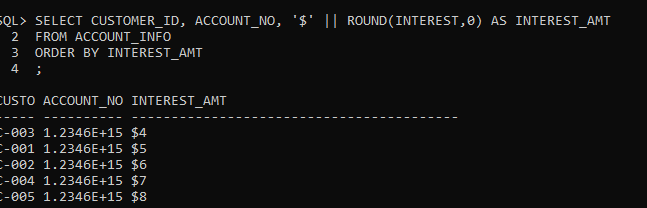 SQL> SELECT CUSTOMER_ID, ACCOUNT_NO, '$' || ROUND(INTEREST,0) AS INTEREST_AMT
2 FROM ACCOUNT_INFO
3 ORDER BY INTEREST_AMT
4 ;
CUSTO ACCOUNT_NO INTEREST_AMT
----- ---------- -----------------------------------------
C-003 1.2346E+15 $4
C-001 1.2346E+15 $5
C-002 1.2346E+15 $6
C-004 1.2346E+15 $7
C-005 1.2346E+15 $8